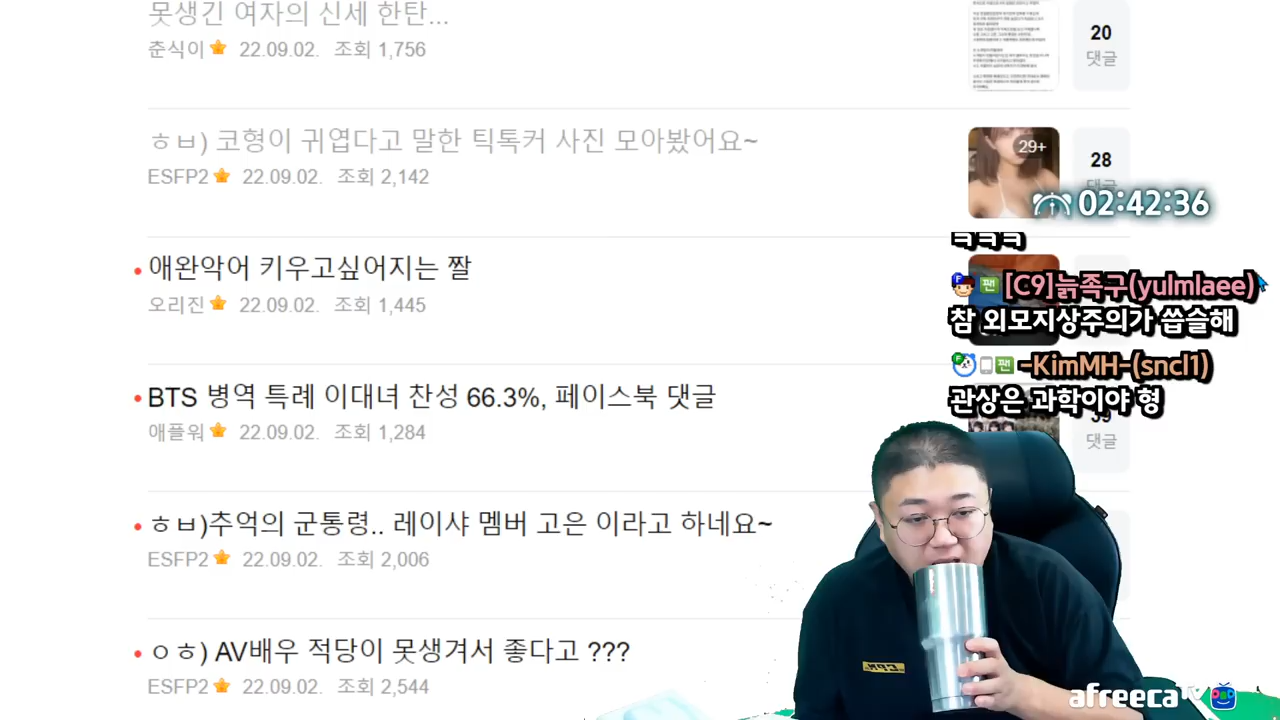 못생긴 여자의 신세 한탄...
춘식이 22.09.02. 조회 1,756
20
댓글
ㅎㅂ) 코형이 귀엽다고 말한 틱톡커 사진 모아봤어요~
29+
ESFP2 22.09.02. 조회 2,142
28
댓글
02:42:36
ㅋㅋㅋ
애완악어 키우고싶어지는 짤
오리진 22.09.02. 조회 1,445
[C9]늙족구(yulmlaee)
참 외모지상주의가 씁슬해
-KimMH-(sncl1)
관상은 과학이야 형
BTS 병역 특례 이대녀 찬성 66.3%, 페이스북 댓글
애플워 22.09.02. 조회 1,284
39
댓글
ㅎㅂ)추억의 군통령.. 레이샤 멤버 고은 이라고 하네요~
ESFP2 22.09.02. 조회 2,006
ㅇㅎ) AV배우 적당이 못생겨서 좋다고 ???
ESFP2 22.09.02. 조회 2,544
afreecaTV